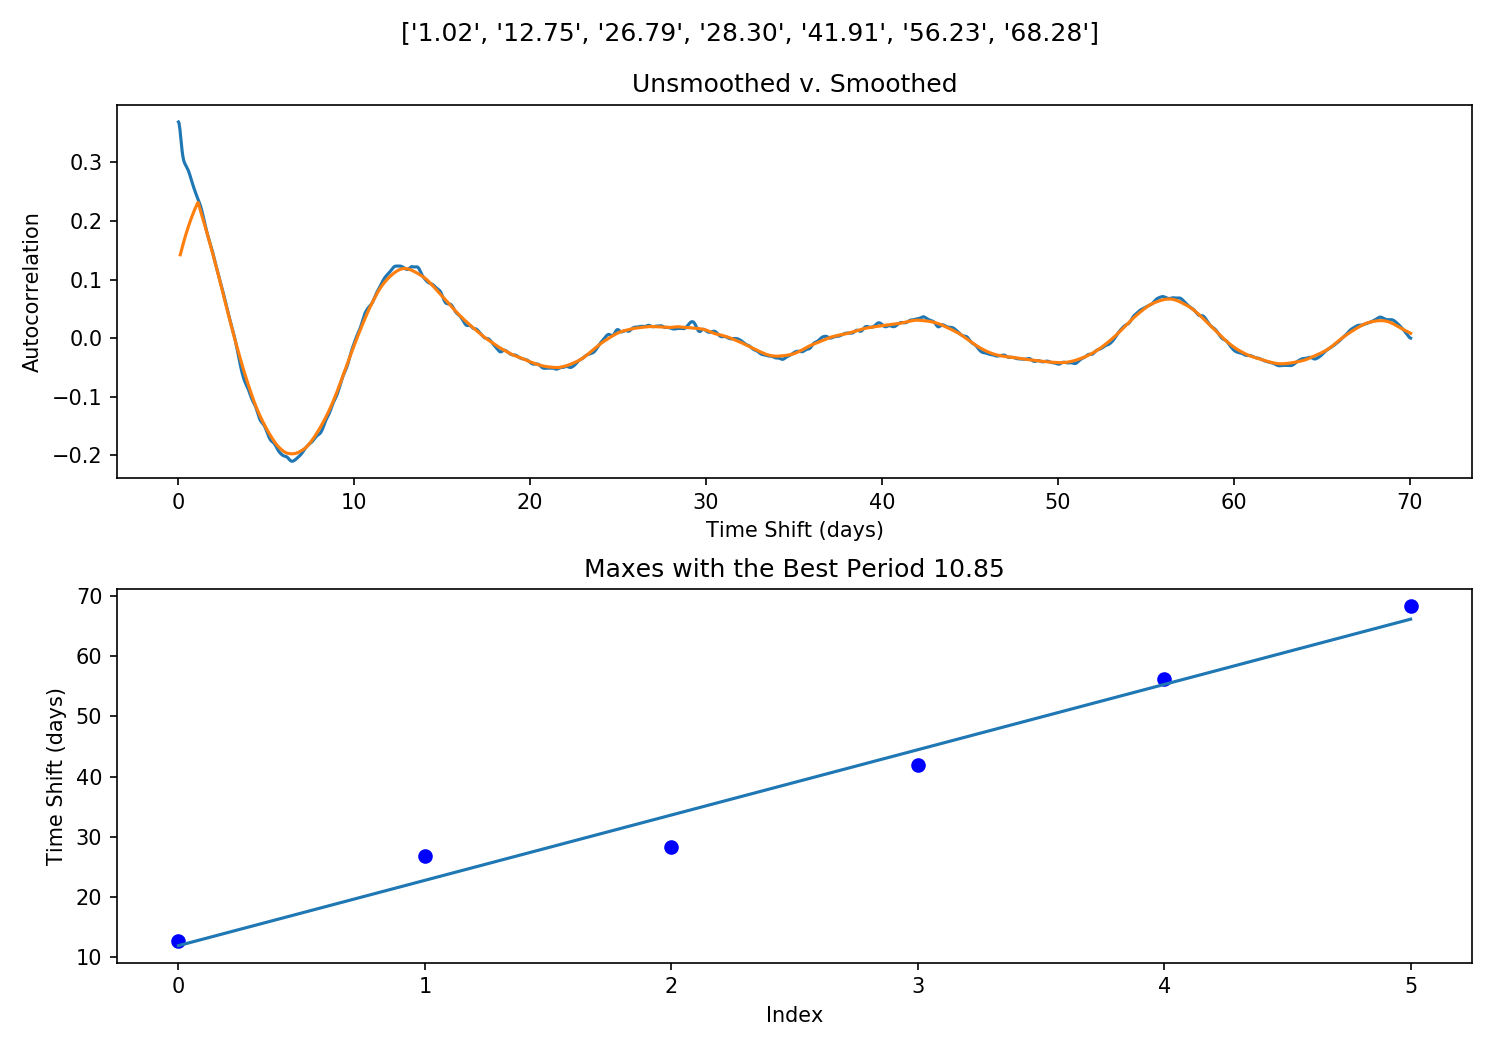 ['1.02', '12.75', '26.79', '28.30', '41.91', '56.23', '68.28']
Unsmoothed v. Smoothed
Autocorrelation
0.3
0.2
0.1
0.0
−0.1
−0.2
0 10 20 30 40 50 60 70
Time Shift (days)
Maxes with the Best Period 10.85
Time Shift (days)
70
60
50
40
30
20
10
0 1 2 3 4 5
Index